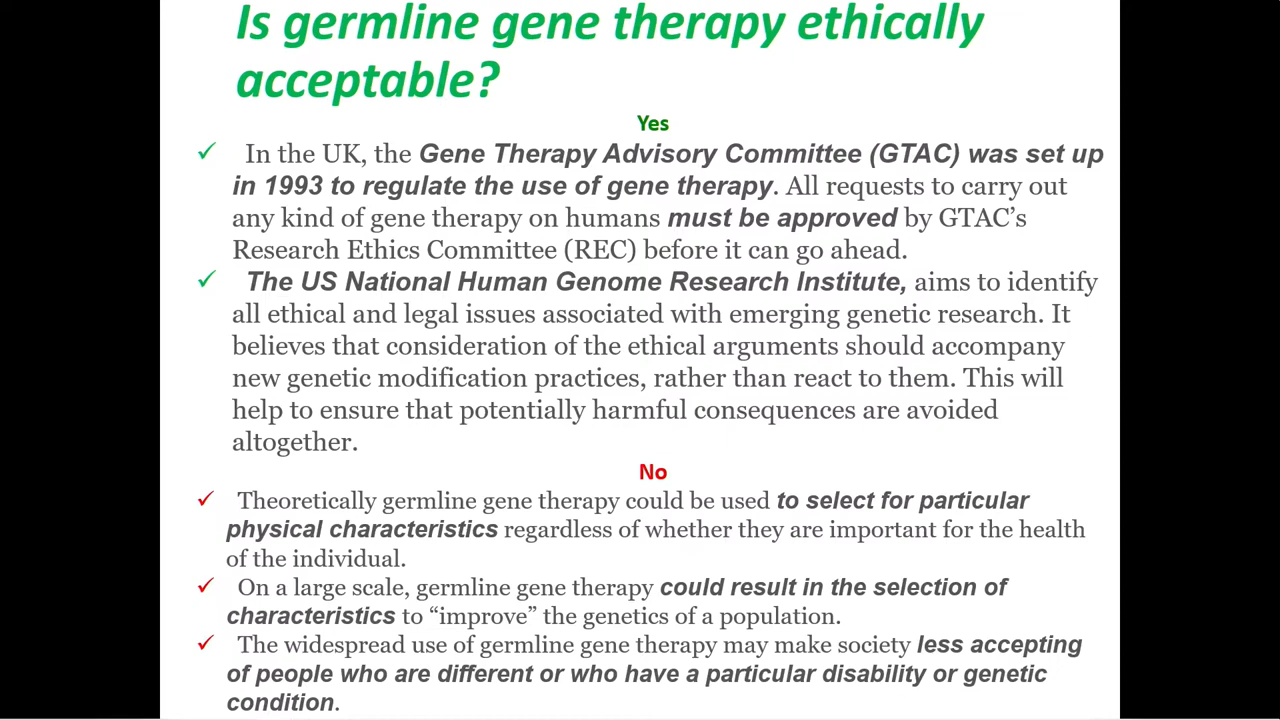 Is germline gene therapy ethically
acceptable?
Yes
✓ In the UK, the Gene Therapy Advisory Committee (GTAC) was set up
in 1993 to regulate the use of gene therapy. All requests to carry out
any kind of gene therapy on humans must be approved by GTAC’s
Research Ethics Committee (REC) before it can go ahead.
✓ The US National Human Genome Research Institute, aims to identify
all ethical and legal issues associated with emerging genetic research. It
believes that consideration of the ethical arguments should accompany
new genetic modification practices, rather than react to them. This will
help to ensure that potentially harmful consequences are avoided
altogether.
No
✓ Theoretically germline gene therapy could be used to select for particular
physical characteristics regardless of whether they are important for the health
of the individual.
✓ On a large scale, germline gene therapy could result in the selection of
characteristics to “improve” the genetics of a population.
✓ The widespread use of germline gene therapy may make society less accepting
of people who are different or who have a particular disability or genetic
condition.